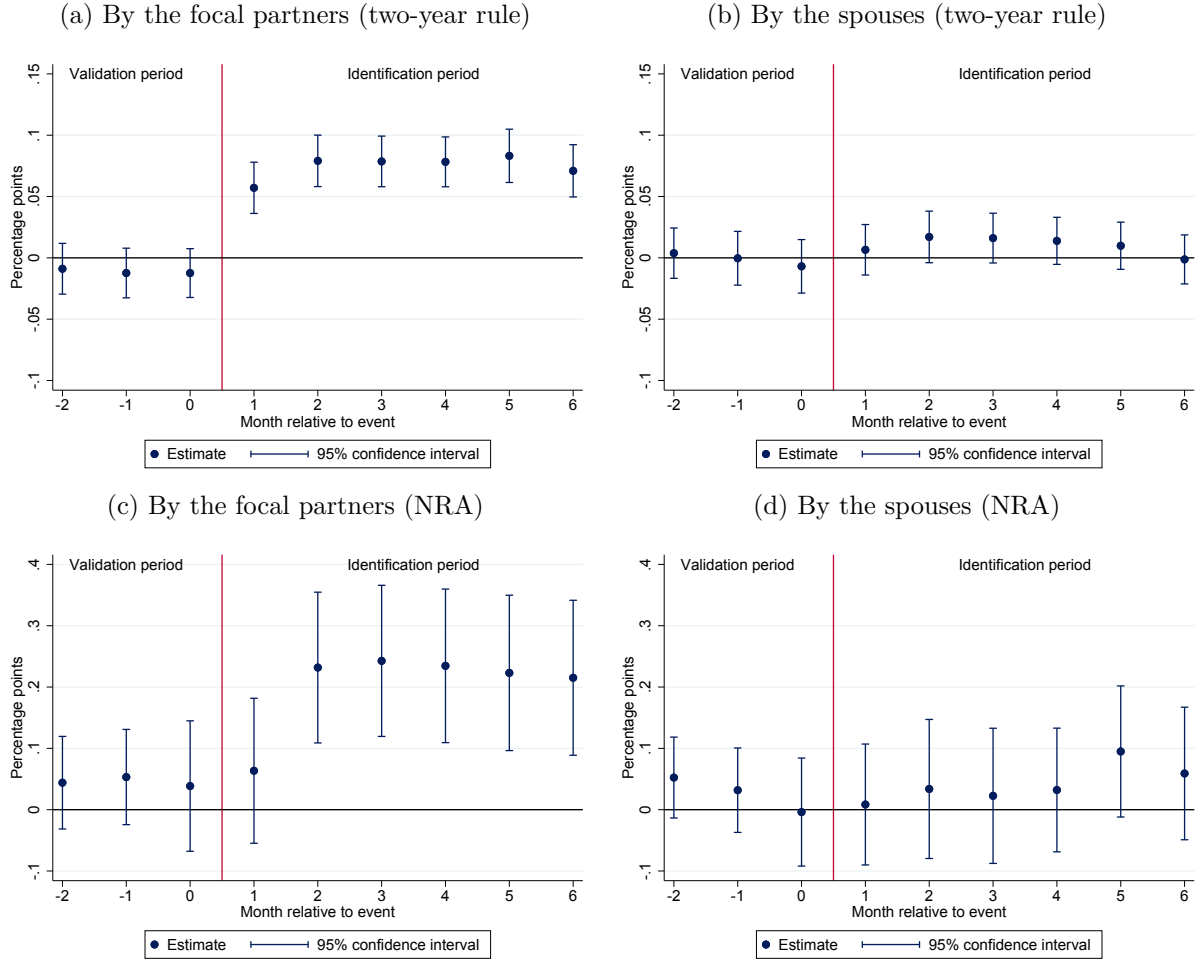 (a) By the focal partners (two-year rule)
Validation period Identification period
Percentage points
.15
.1
.05
0
-.05
-.1
-2 -1 0 1 2 3 4 5 6
Month relative to event
Estimate 95% confidence interval
(b) By the spouses (two-year rule)
Validation period Identification period
Percentage points
.15
.1
.05
0
-.05
-.1
-2 -1 0 1 2 3 4 5 6
Month relative to event
Estimate 95% confidence interval
(c) By the focal partners (NRA)
Validation period Identification period
Percentage points
.4
.3
.2
.1
0
-.1
-2 -1 0 1 2 3 4 5 6
Month relative to event
Estimate 95% confidence interval
(d) By the spouses (NRA)
Validation period Identification period
Percentage points
.4
.3
.2
.1
0
-.1
-2 -1 0 1 2 3 4 5 6
Month relative to event
Estimate 95% confidence interval